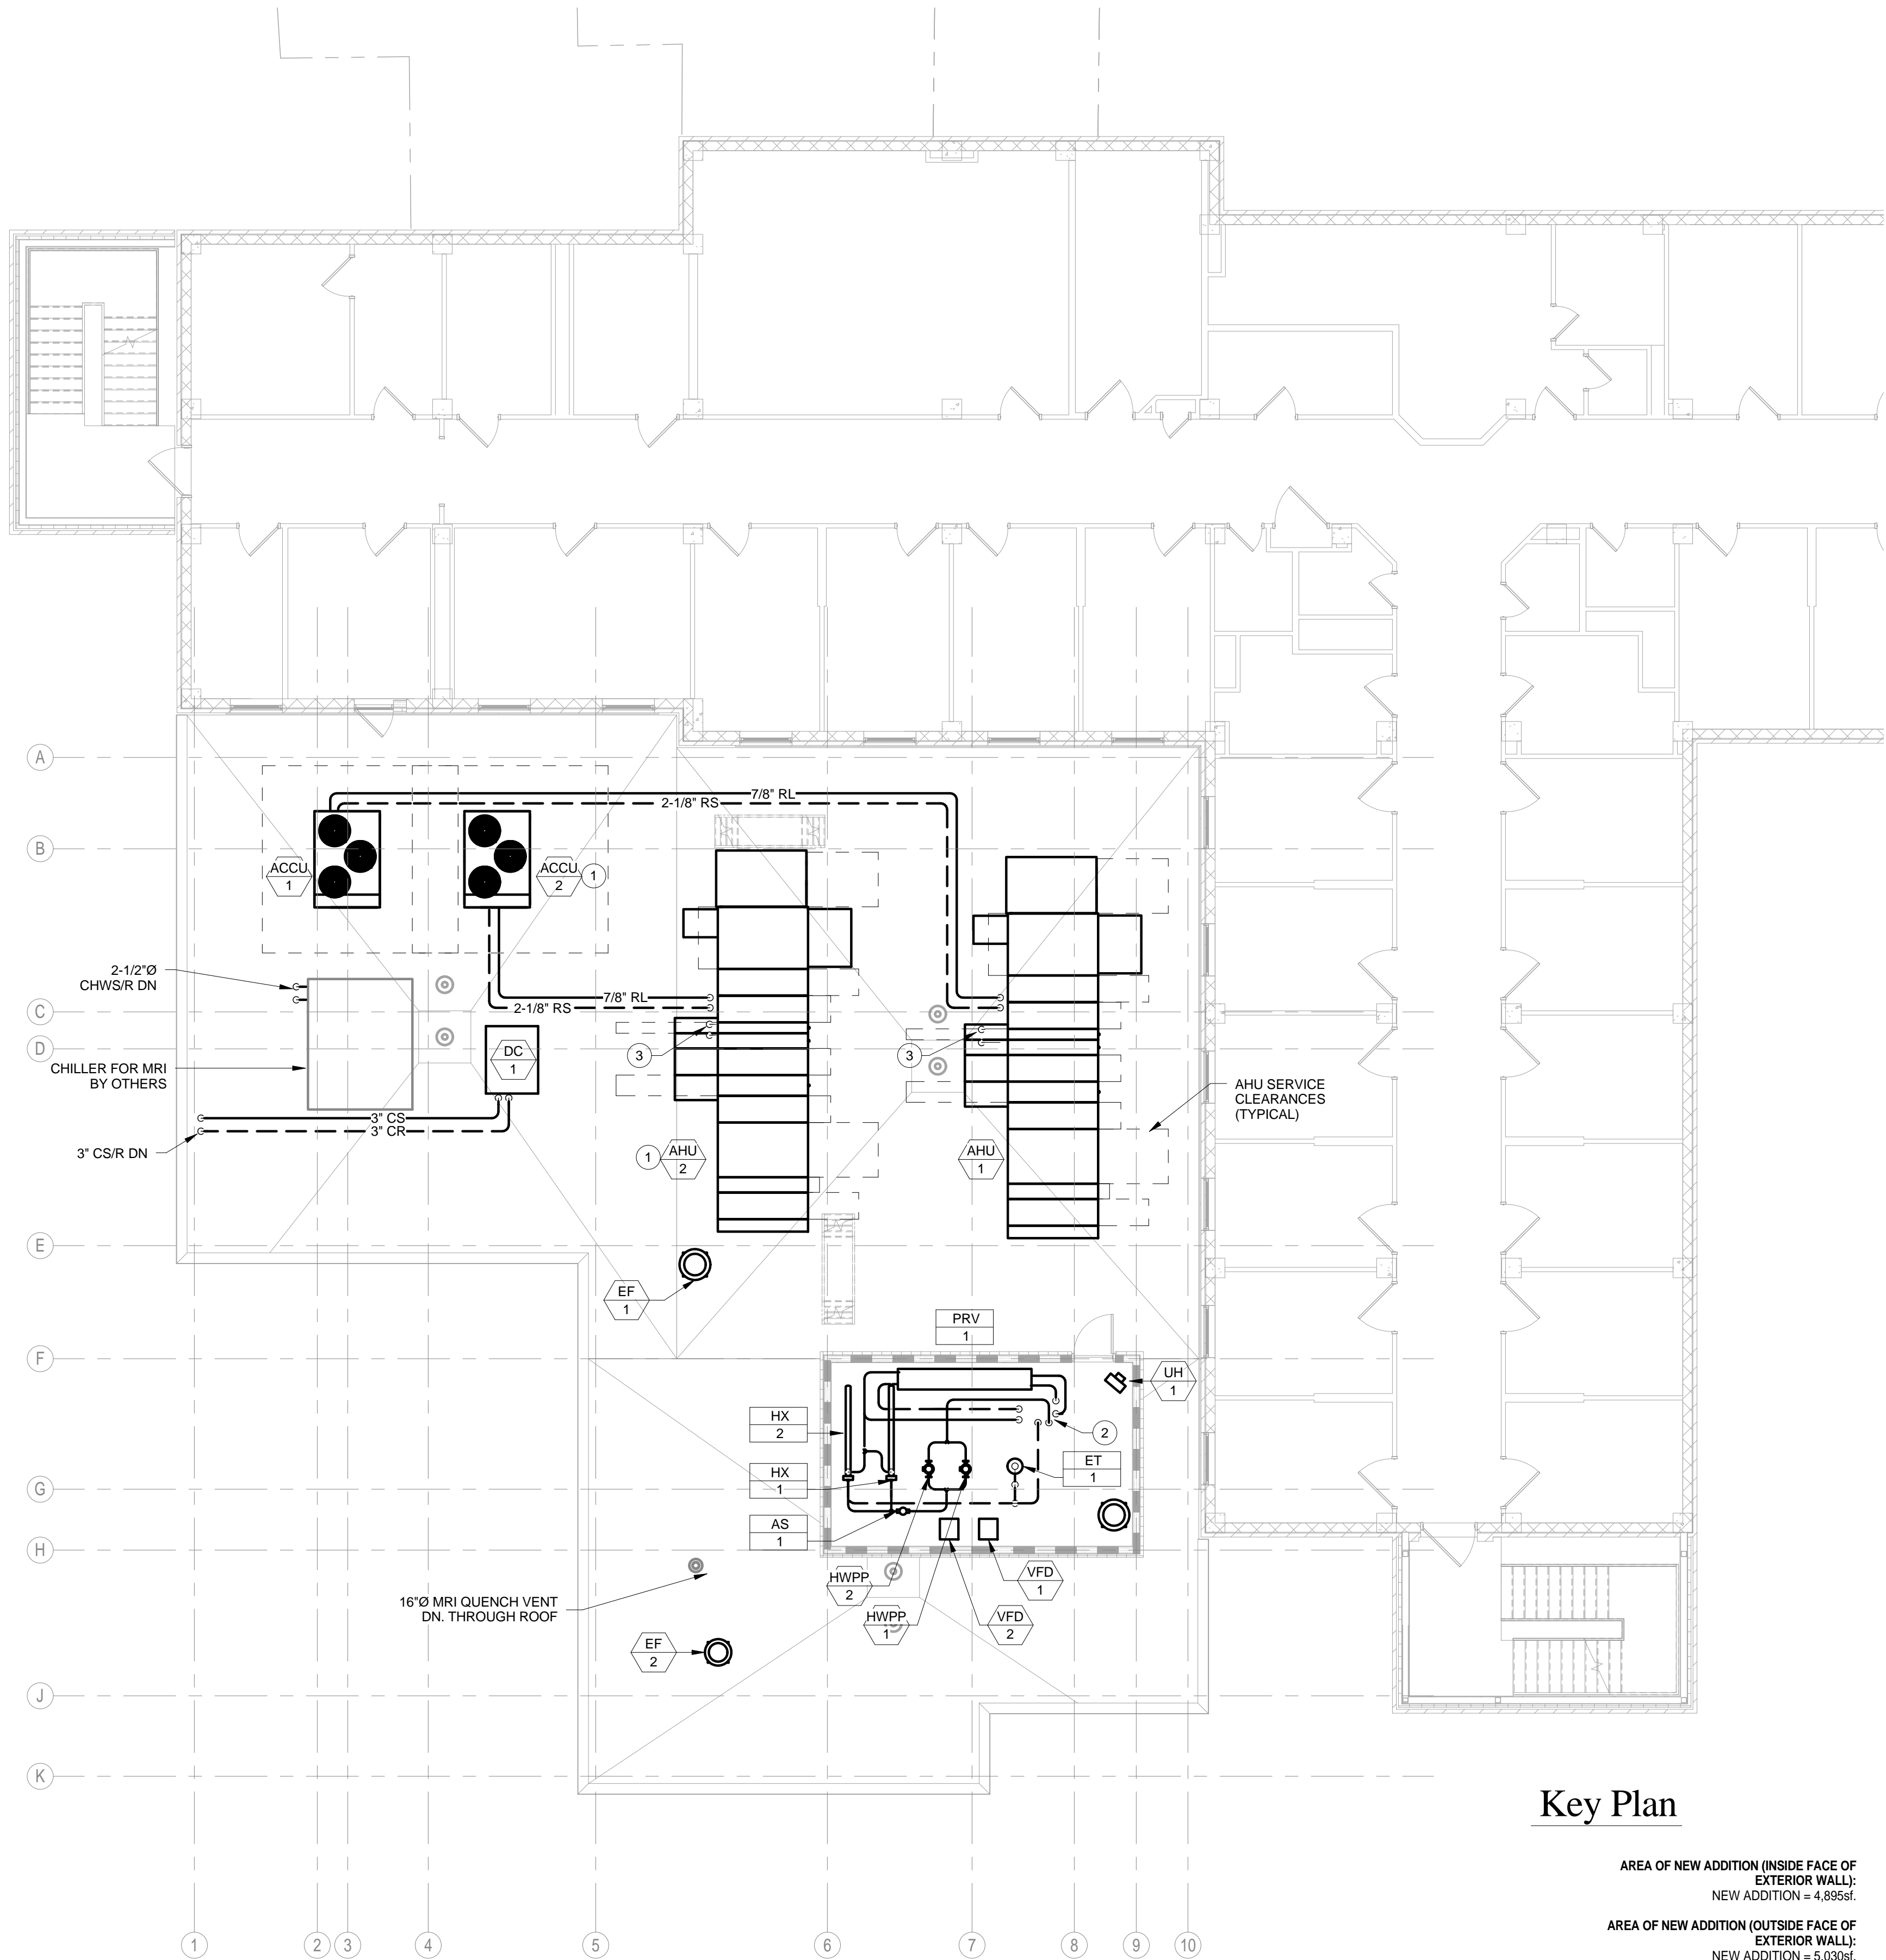 A
7/8" RL
2-1/8" RS
B
ACCU
1
ACCU
2
1
2-1/2"Ø
CHWS/R DN
7/8" RL
2-1/8" RS
C
D
3
3
DC
1
CHILLER FOR MRI
BY OTHERS
AHU SERVICE
CLEARANCES
(TYPICAL)
3" CS
3" CR
3" CS/R DN
1
AHU
2
AHU
1
E
EF
1
PRV
1
F
UH
1
HX
2
2
ET
1
HX
1
G
AS
1
H
HWPP
2
VFD
1
16"Ø MRI QUENCH VENT
DN. THROUGH ROOF
HWPP
1
VFD
2
EF
2
J
K
Key Plan
AREA OF NEW ADDITION (INSIDE FACE OF
EXTERIOR WALL):
NEW ADDITION = 4,895sf.
AREA OF NEW ADDITION (OUTSIDE FACE OF
EXTERIOR WALL):
NEW ADDITION = 5,030sf.
1
2
3
4
5
6
7
8
9
10